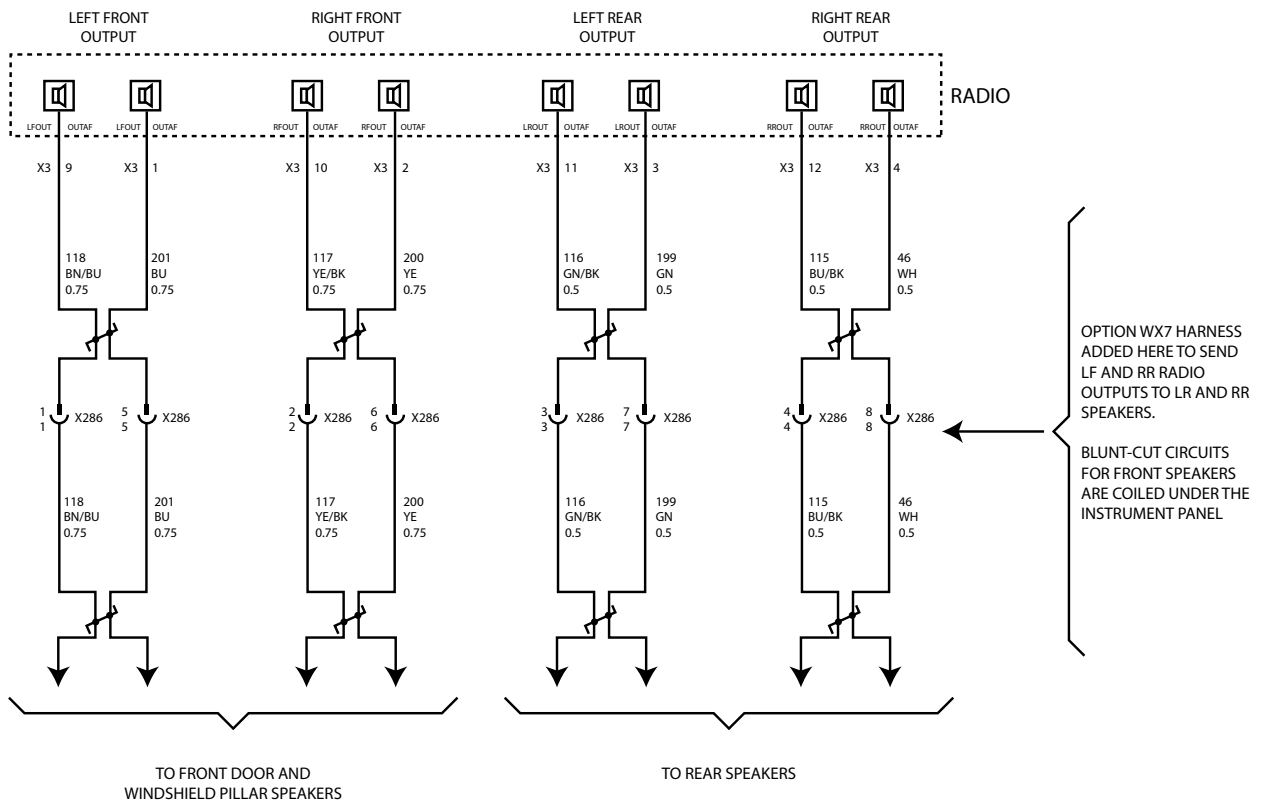 LEFT FRONT
OUTPUT
RIGHT FRONT
OUTPUT
LEFT REAR
OUTPUT
RIGHT REAR
OUTPUT
RADIO
LFOUT OUTAF LFOUT OUTAF RFOUT OUTAF RFOUT OUTAF LROUT OUTAF LROUT OUTAF RROUT OUTAF RROUT OUTAF
X3 9 X3 1 X3 10 X3 2 X3 11 X3 3 X3 12 X3 4
118 201 117 200 116 199 115 46
BN/BU BU YE/BK YE GN/BK GN BU/BK WH
0.75 0.75 0.75 0.75 0.5 0.5 0.5 0.5
OPTION WX7 HARNESS
ADDED HERE TO SEND
LF AND RR RADIO
OUTPUTS TO LR AND RR
SPEAKERS.
BLUNT-CUT CIRCUITS
FOR FRONT SPEAKERS
ARE COILED UNDER THE
INSTRUMENT PANEL
1 5 2 6 3 7 4 8
X286 X286 X286 X286 X286 X286 X286 X286
1 5 2 6 3 7 4 8
118 201 117 200 116 199 115 46
BN/BU BU YE/BK YE GN/BK GN BU/BK WH
0.75 0.75 0.75 0.75 0.5 0.5 0.5 0.5
TO FRONT DOOR AND
WINDSHIELD PILLAR SPEAKERS
TO REAR SPEAKERS